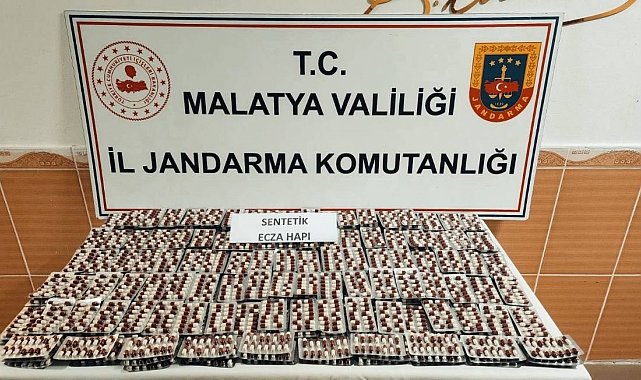 T.C.
MALATYA VALİLİĞİ
İL JANDARMA KOMUTANLIĞI
JANDARMA
SENTETİK
ECZA HAPI